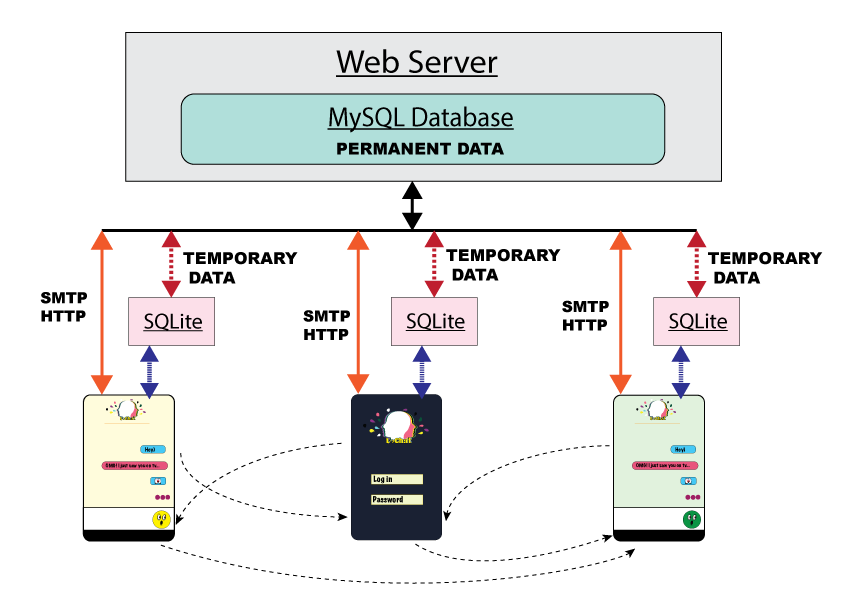 Web Server
MySQL Database
PERMANENT DATA
TEMPORARY
DATA
TEMPORARY
DATA
TEMPORARY
DATA
SMTP
HTTP
SMTP
HTTP
SMTP
HTTP
SQLite
SQLite
SQLite
Hey!
OMG! I just saw you on tv...
Log in
Password
Hey!
OMG! I just saw you on tv...